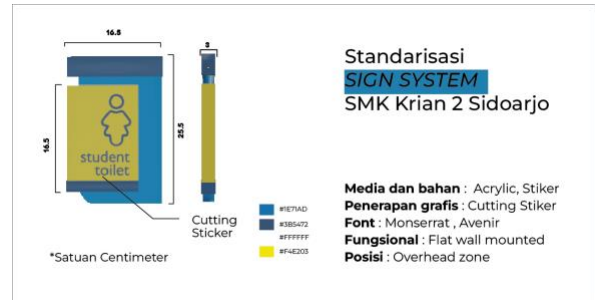 16.5
3
16.5
25.5
student
toilet
Cutting
Sticker
*Satuan Centimeter
#1E71AD
#3B5472
#FFFFFF
#F4E203
Standarisasi
SIGN SYSTEM
SMK Krian 2 Sidoarjo
Media dan bahan : Acrylic, Stiker
Penerapan grafis : Cutting Stiker
Font : Monserrat , Avenir
Fungsional : Flat wall mounted
Posisi : Overhead zone